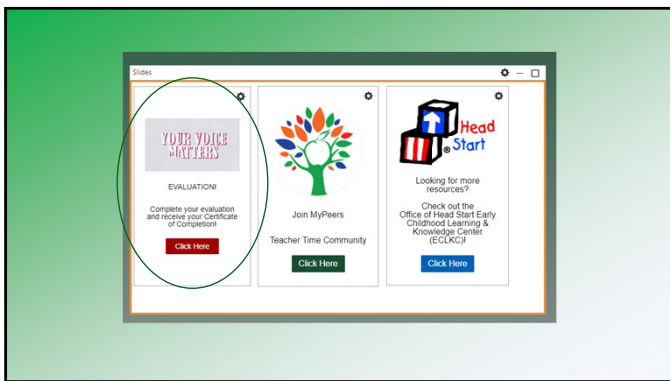 Slides
YOUR VOICE
MATTERS
EVALUATION!
Complete your evaluation
and receive your Certificate
of Completion!
Click Here
Join MyPeers
Teacher Time Community
Click Here
Head
Start
Looking for more
resources?
Check out the
Office of Head Start Early
Childhood Learning &
Knowledge Center
(ECLKC)!
Click Here